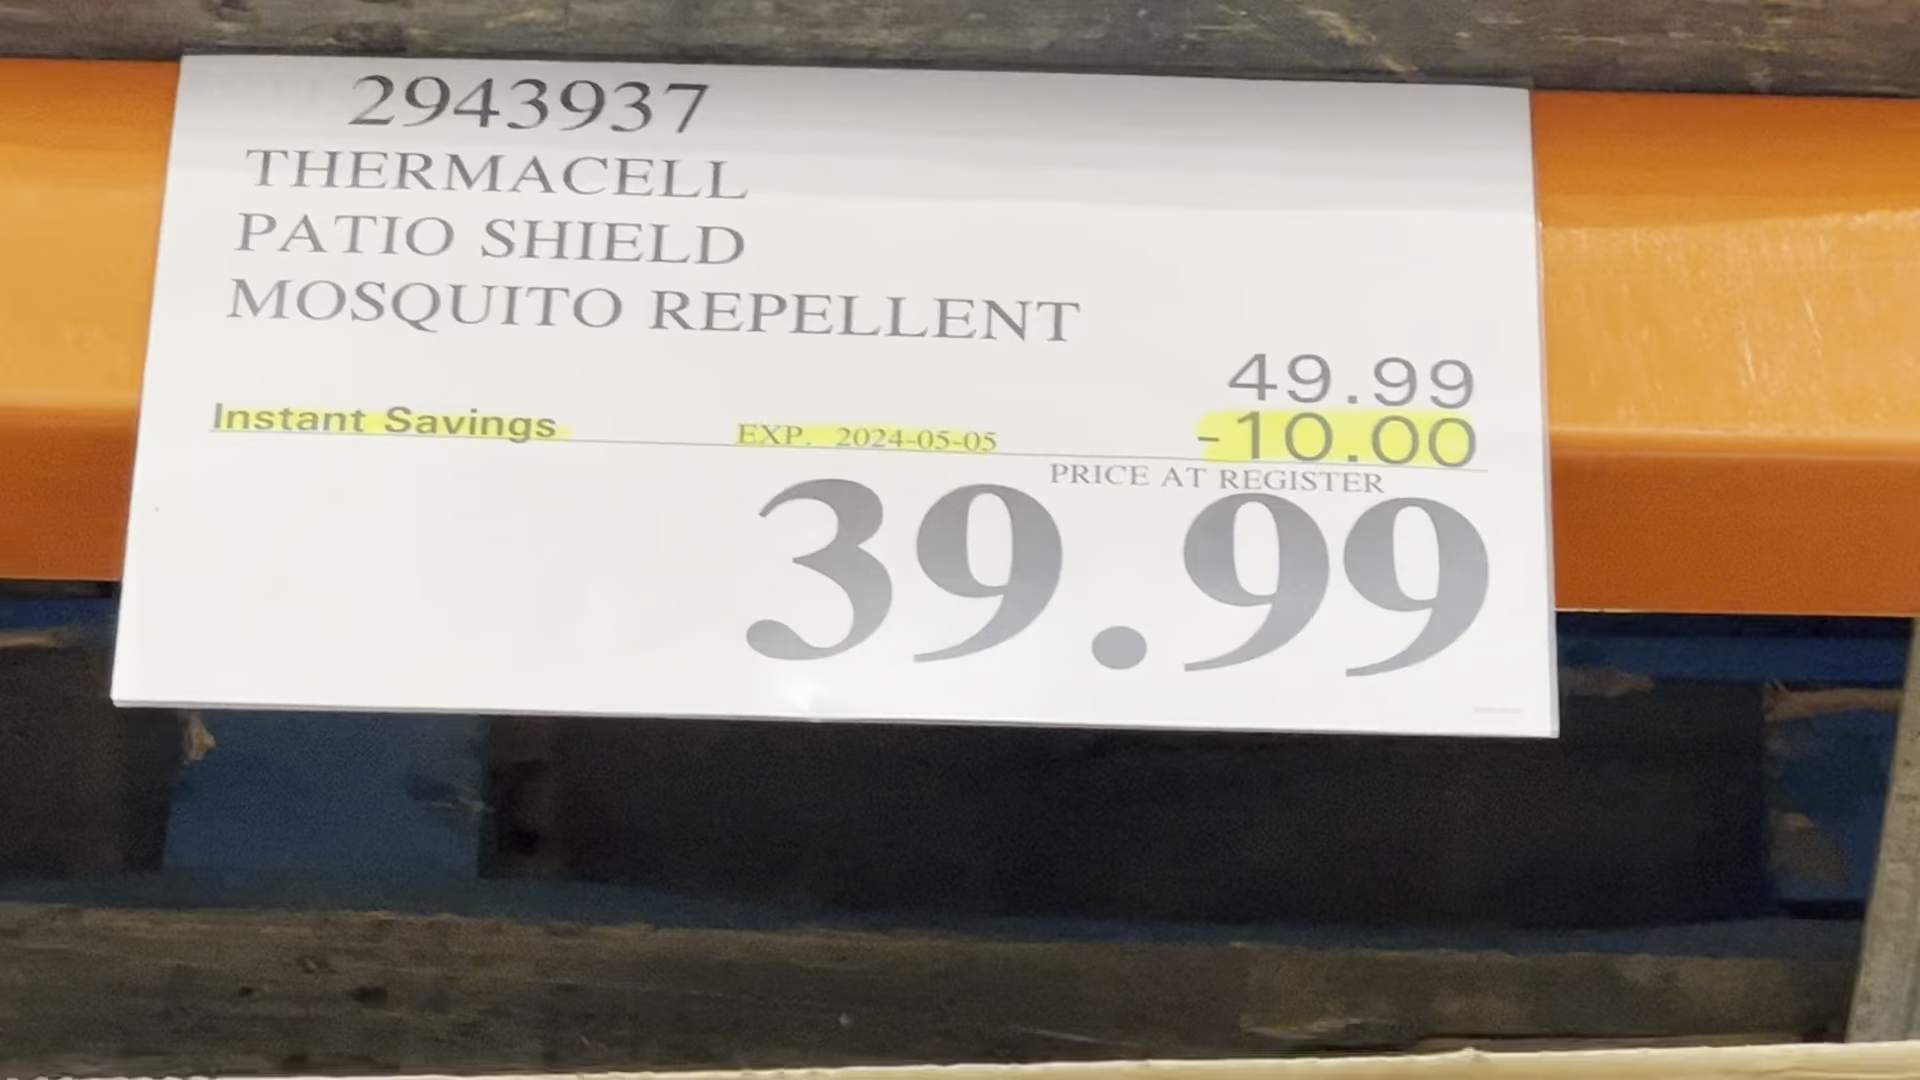 2943937
THERMACELL
PATIO SHIELD
MOSQUITO REPELLENT
49.99
Instant Savings EXP. 2024-05-05 -10.00
PRICE AT REGISTER
39.99